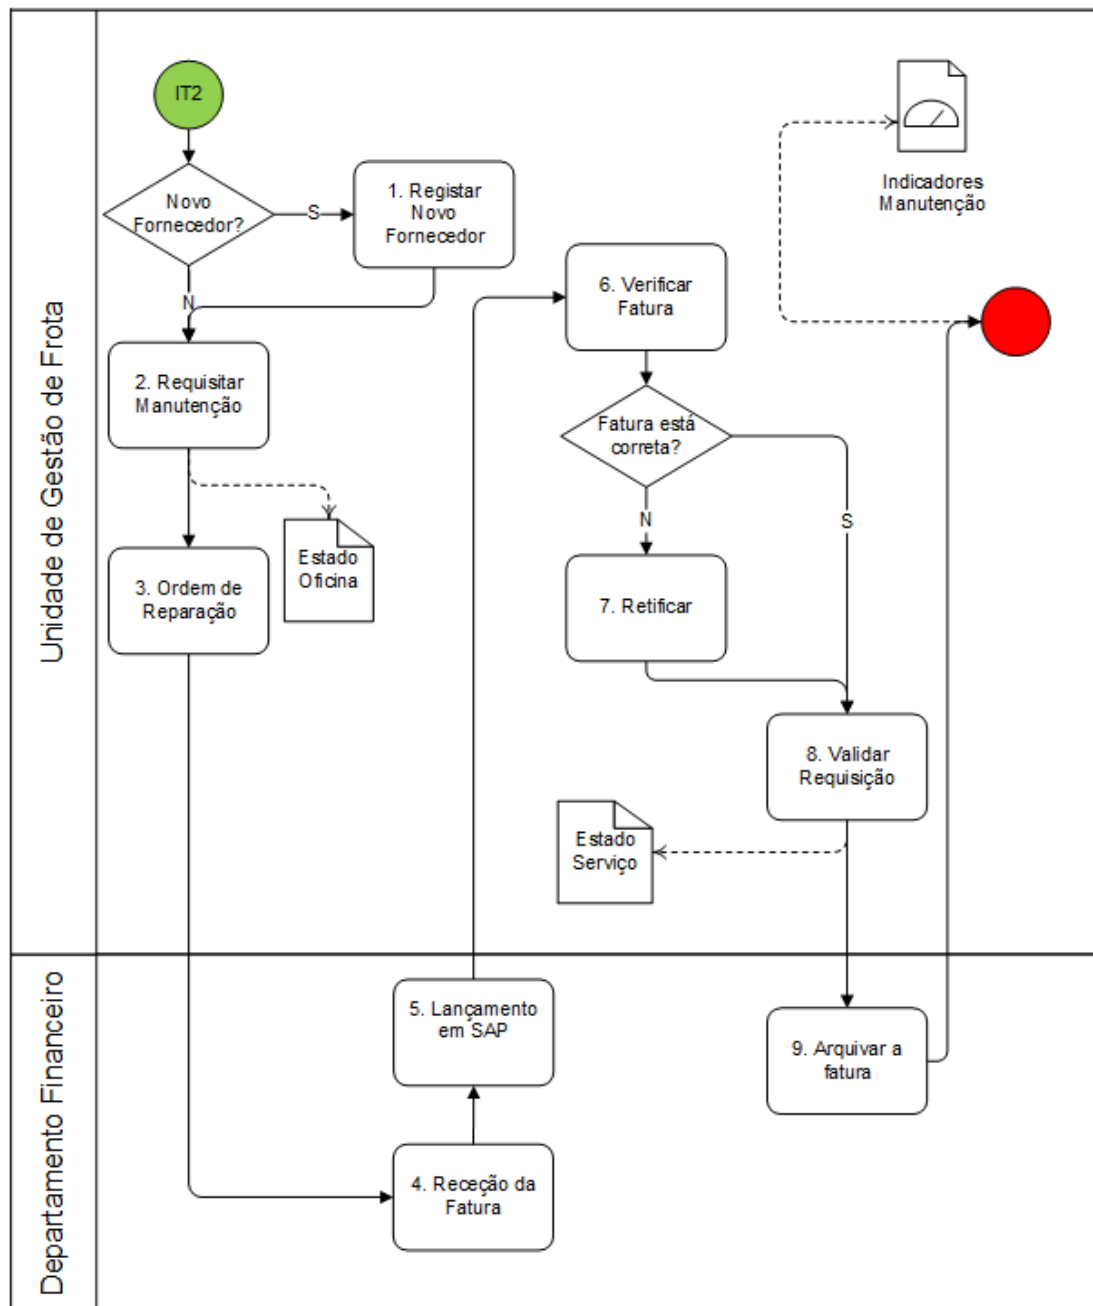 Unidade de Gestão de Frota
IT2
Novo
Fornecedor?
S
1. Registar
Novo
Fornecedor
N
2. Requisitar
Manutenção
Estado
Oficina
3. Ordem de
Reparação
Indicadores
Manutenção
6. Verificar
Fatura
Fatura está
correta?
N
S
7. Retificar
8. Validar
Requisição
Estado
Serviço
Departamento Financeiro
5. Lançamento
em SAP
4. Receção da
Fatura
9. Arquivar a
fatura